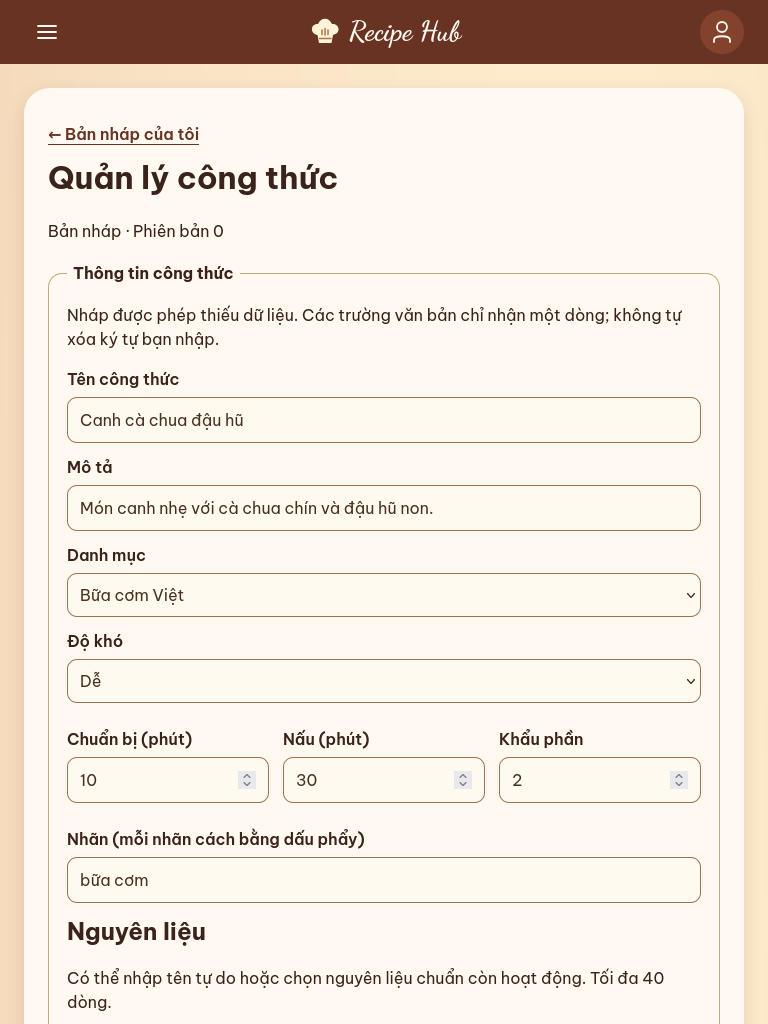 Recipe Hub
← Bản nháp của tôi
Quản lý công thức
Bản nháp · Phiên bản 0
Thông tin công thức
Nháp được phép thiếu dữ liệu. Các trường văn bản chỉ nhận một dòng; không tự
xóa ký tự bạn nhập.
Tên công thức
Canh cà chua đậu hũ
Mô tả
Món canh nhẹ với cà chua chín và đậu hũ non.
Danh mục
Bữa cơm Việt
Độ khó
Dễ
Chuẩn bị (phút) Nấu (phút) Khẩu phần
10 30 2
Nhãn (mỗi nhãn cách bằng dấu phẩy)
bữa cơm
Nguyên liệu
Có thể nhập tên tự do hoặc chọn nguyên liệu chuẩn còn hoạt động. Tối đa 40
dòng.